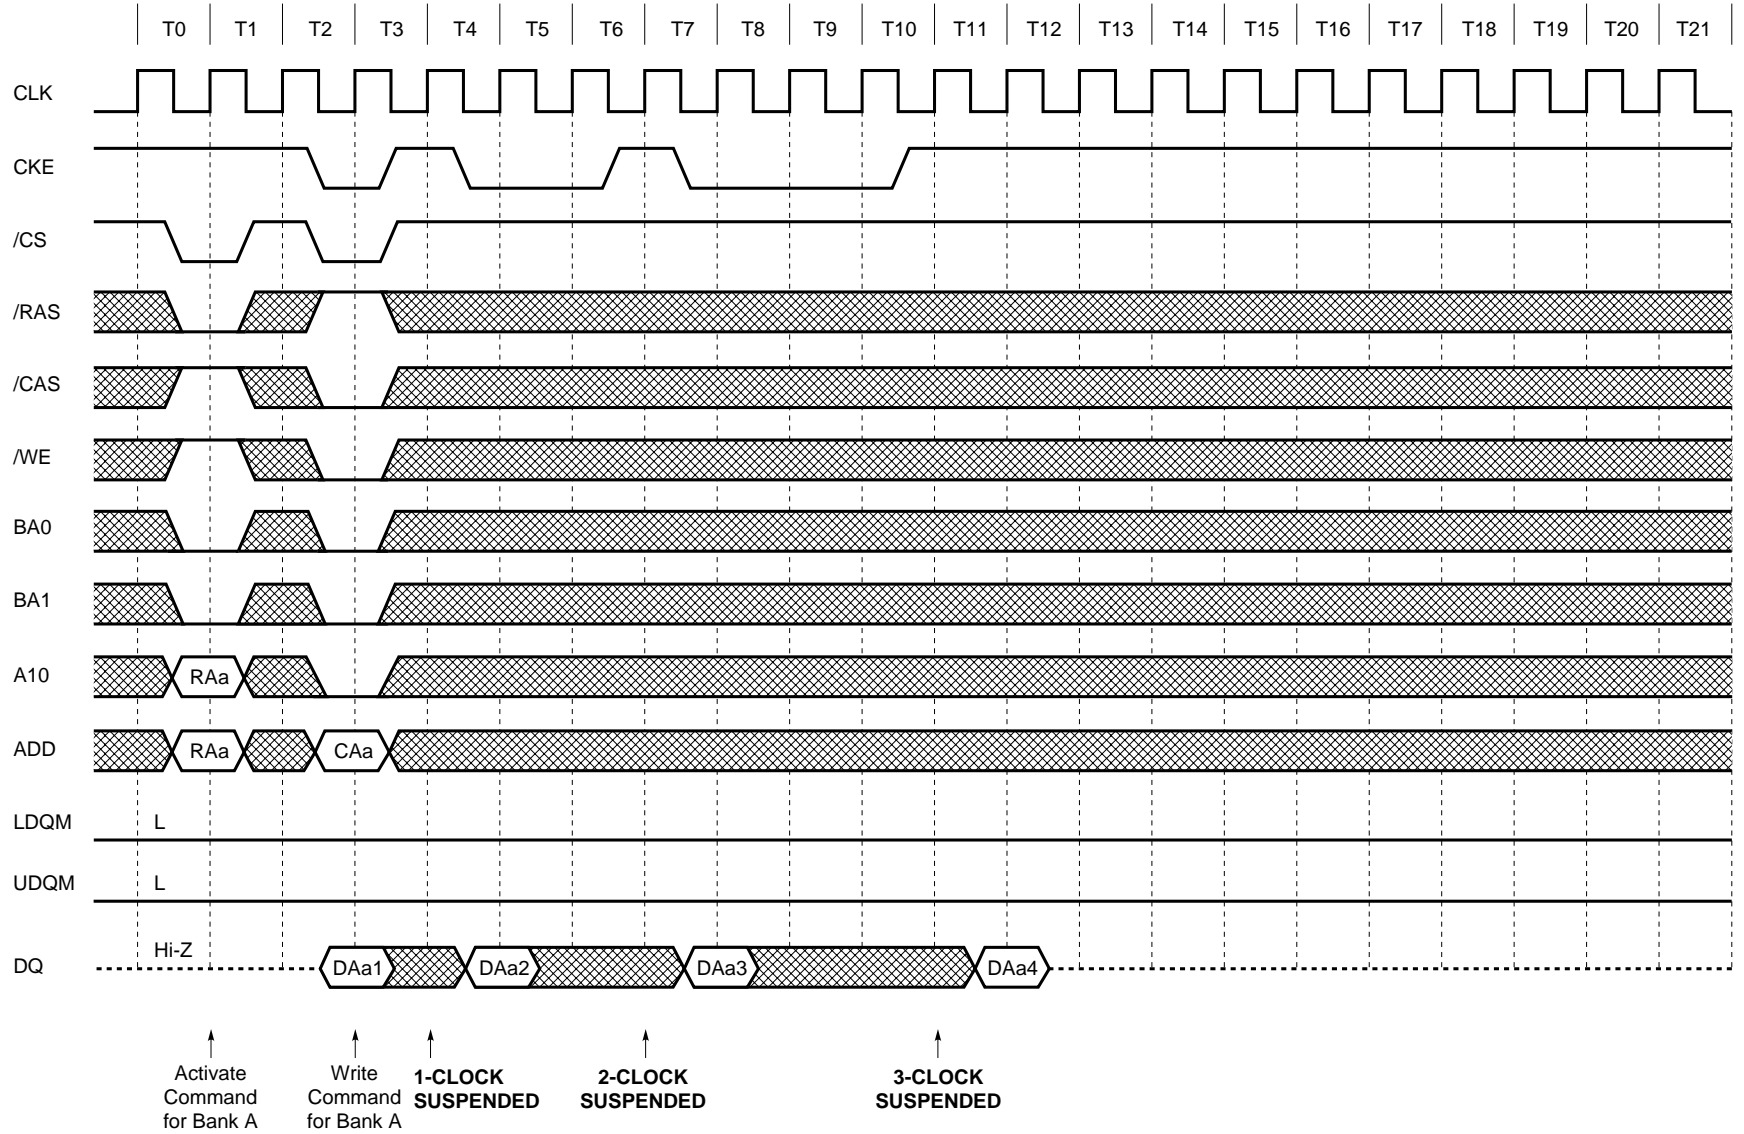 T0 T1 T2 T3 T4 T5 T6 T7 T8 T9 T10 T11 T12 T13 T14 T15 T16 T17 T18 T19 T20 T21
CLK
CKE
/CS
/RAS
/CAS
/WE
BA0
BA1
A10 RAa
ADD RAa CAa
LDQM L
UDQM L
DQ Hi-Z DAa1 DAa2 DAa3 DAa4
Activate
Command
for Bank A
Write
Command
for Bank A
1-CLOCK
SUSPENDED
2-CLOCK
SUSPENDED
3-CLOCK
SUSPENDED